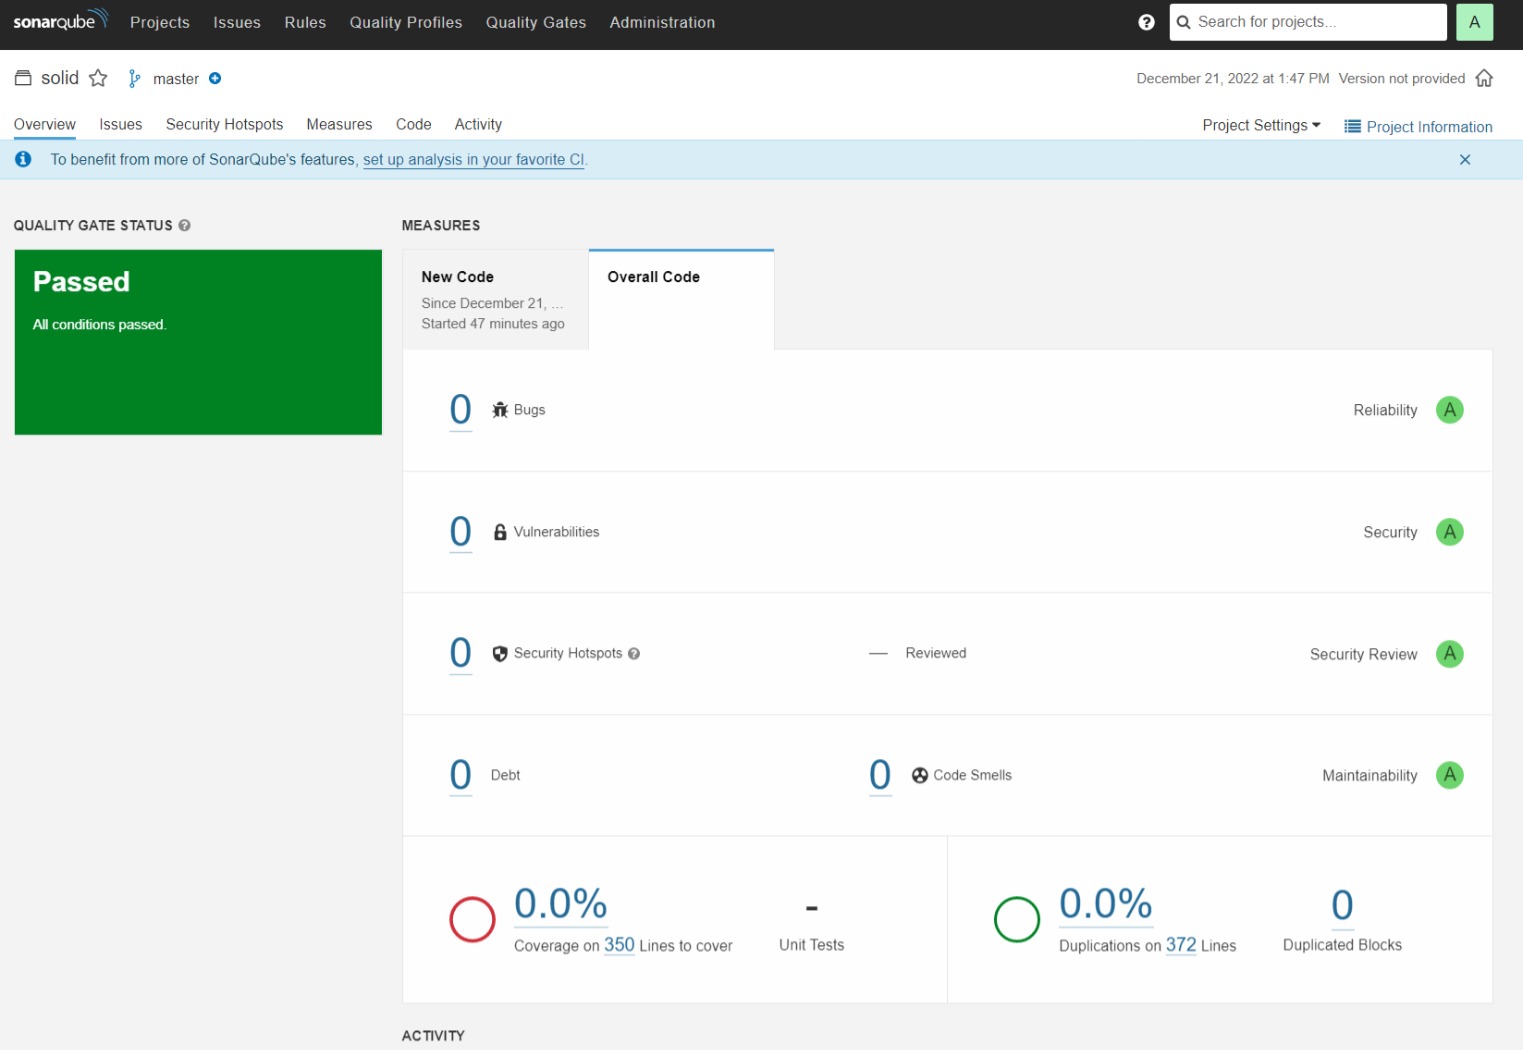 sonarqube Projects Issues Rules Quality Profiles Quality Gates Administration ? Search for projects... A
solid master December 21, 2022 at 1:47 PM Version not provided
Overview Issues Security Hotspots Measures Code Activity Project Settings Project Information
To benefit from more of SonarQube's features, set up analysis in your favorite CI.
QUALITY GATE STATUS ?
Passed
All conditions passed.
MEASURES
New Code
Since December 21, ...
Started 47 minutes ago
Overall Code
0 Bugs Reliability A
0 Vulnerabilities Security A
0 Security Hotspots ? — Reviewed Security Review A
0 Debt 0 Code Smells Maintainability A
0.0%
Coverage on 350 Lines to cover
-
Unit Tests
0.0%
Duplications on 372 Lines
0
Duplicated Blocks
ACTIVITY